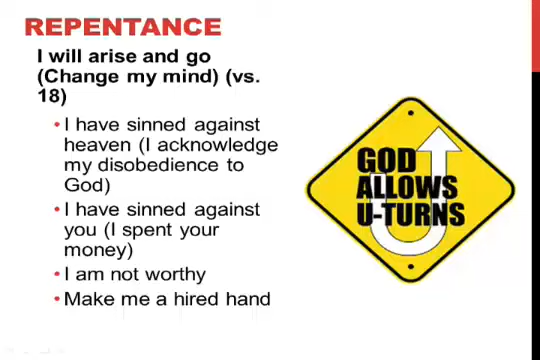 REPENTANCE
I will arise and go
(Change my mind) (vs.
18)
• I have sinned against
heaven (I acknowledge
my disobedience to
God)
• I have sinned against
you (I spent your
money)
• I am not worthy
• Make me a hired hand
GOD
ALLOWS
U-TURNS